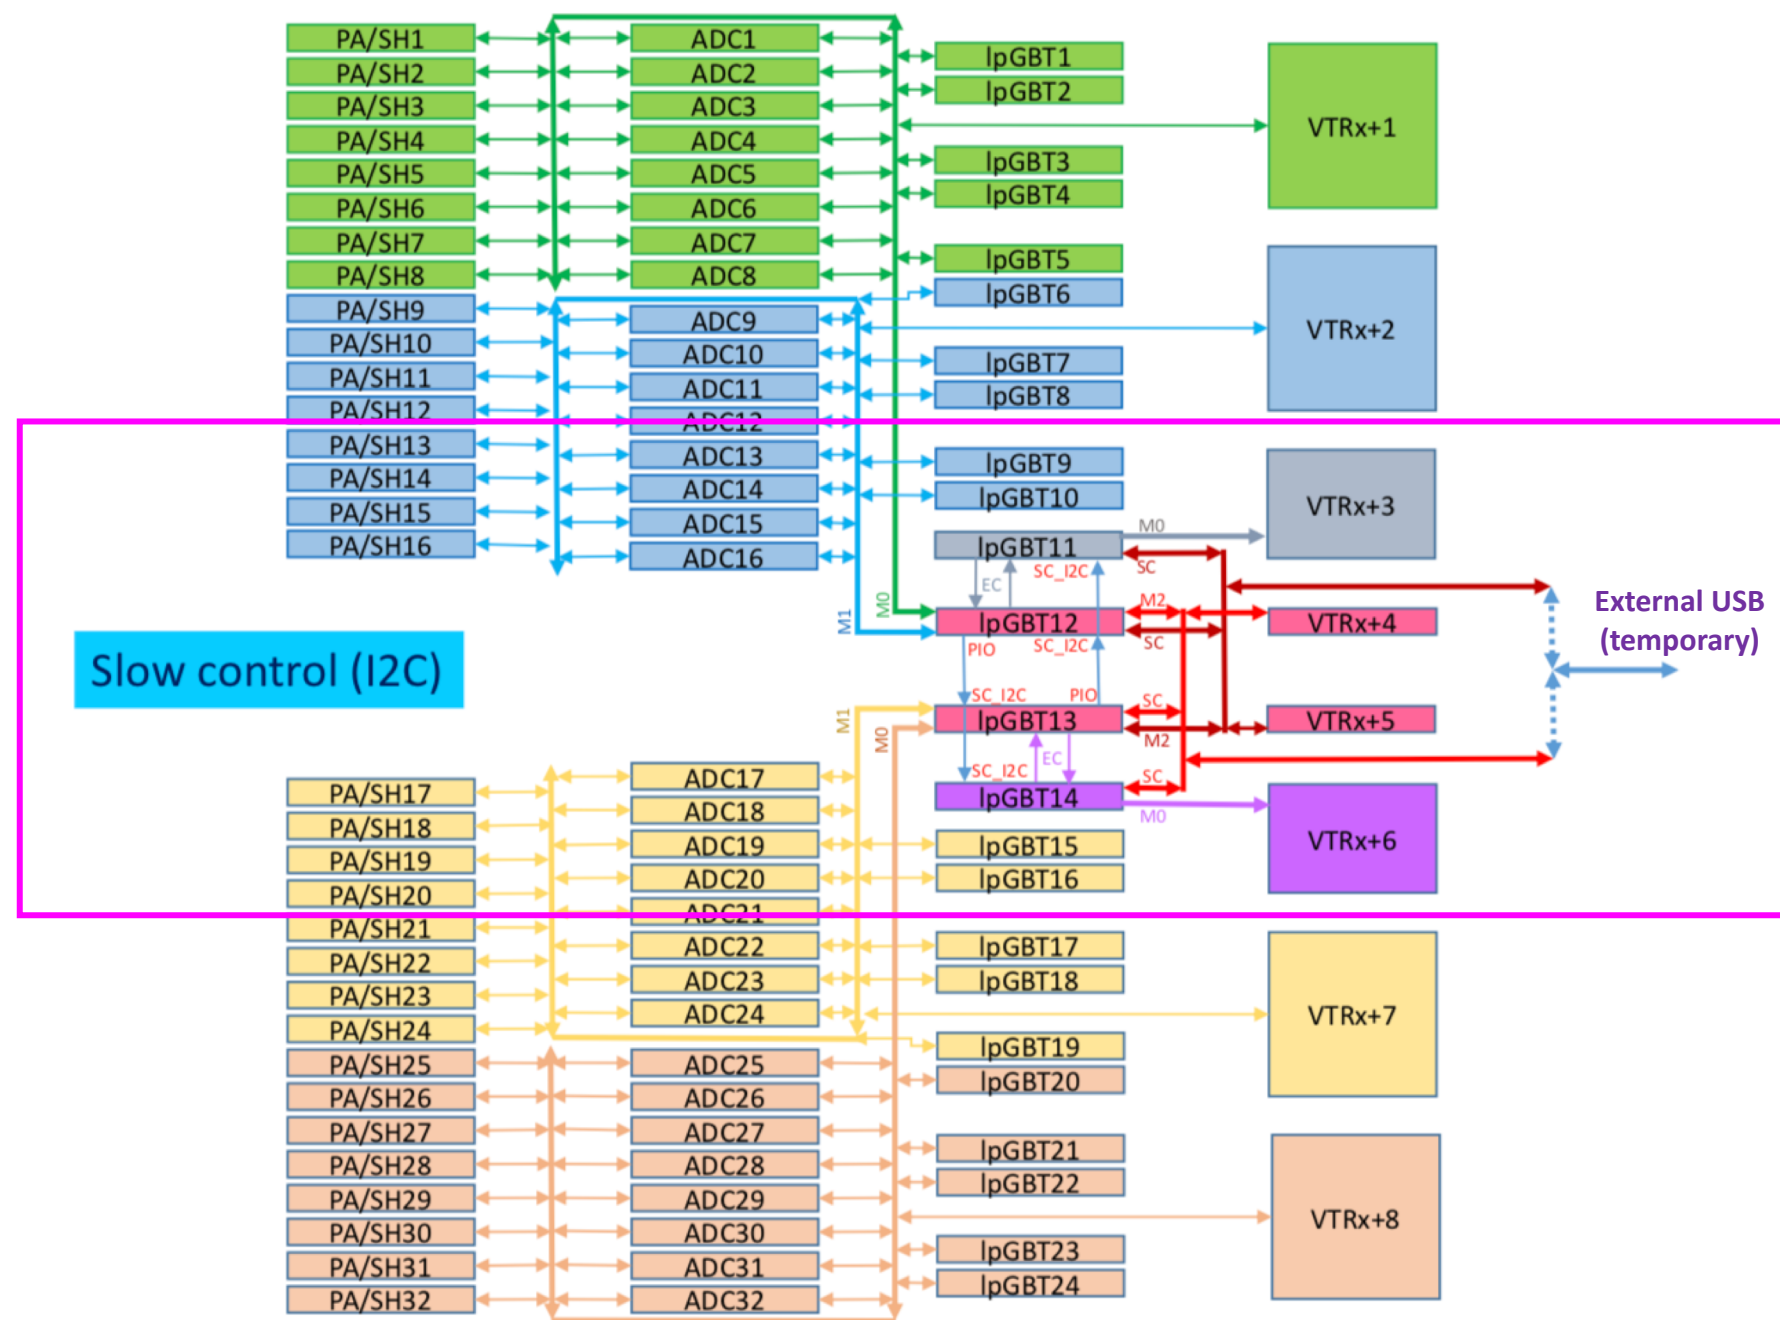 PA/SH1
PA/SH2
PA/SH3
PA/SH4
PA/SH5
PA/SH6
PA/SH7
PA/SH8
PA/SH9
PA/SH10
PA/SH11
PA/SH12
PA/SH13
PA/SH14
PA/SH15
PA/SH16
Slow control (I2C)
PA/SH17
PA/SH18
PA/SH19
PA/SH20
PA/SH21
PA/SH22
PA/SH23
PA/SH24
PA/SH25
PA/SH26
PA/SH27
PA/SH28
PA/SH29
PA/SH30
PA/SH31
PA/SH32
ADC1
ADC2
ADC3
ADC4
ADC5
ADC6
ADC7
ADC8
ADC9
ADC10
ADC11
ADC12
ADC13
ADC14
ADC15
ADC16
ADC17
ADC18
ADC19
ADC20
ADC21
ADC22
ADC23
ADC24
ADC25
ADC26
ADC27
ADC28
ADC29
ADC30
ADC31
ADC32
M1
M0
M1
M0
lpGBT1
lpGBT2
lpGBT3
lpGBT4
lpGBT5
lpGBT6
lpGBT7
lpGBT8
lpGBT9
lpGBT10
lpGBT11
M0
SC
EC
SC_I2C
lpGBT12
M2
SC
PIO
SC_I2C
SC_I2C
PIO
lpGBT13
SC
M2
SC_I2C
EC
SC
lpGBT14
M0
lpGBT15
lpGBT16
lpGBT17
lpGBT18
lpGBT19
lpGBT20
lpGBT21
lpGBT22
lpGBT23
lpGBT24
VTRx+1
VTRx+2
VTRx+3
VTRx+4
VTRx+5
VTRx+6
VTRx+7
VTRx+8
External USB
(temporary)